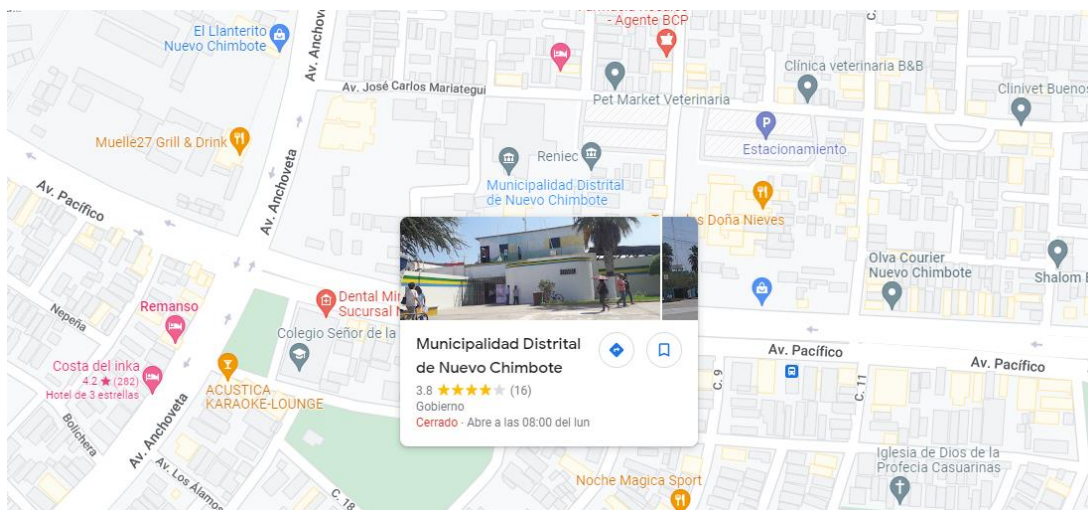 El Llanterito
Nuevo Chimbote
Av. Anchoveta
- Agente BCP
C.
Av. José Carlos Mariategui
Pet Market Veterinaria
Clínica veterinaria B&B
Clinivet Buenos
Muelle27 Grill & Drink
Reniec
Estacionamiento
Municipalidad Distrital
de Nuevo Chimbote
Av. Pacífico
Av. Anchoveta
Doña Nieves
Olva Courier
Nuevo Chimbote
Shalom
Dental
Sucursal
Remanso
Nepeña
Colegio Señor de la
Costa del inka
4.2 ★ (282)
Hotel de 3 estrellas
ACUSTICA
KARAOKE-LOUNGE
Municipalidad Distrital
de Nuevo Chimbote
3.8 ★★★★★ (16)
Gobierno
Cerrado · Abre a las 08:00 del lun
Av. Pacífico
Av. Pacífico
C. 9
C. 11
Bolichera
Av. Anchoveta
Av. Los Álamos
C. 18
Iglesia de Dios de la
Profecia Casuarinas
Noche Magica Sport